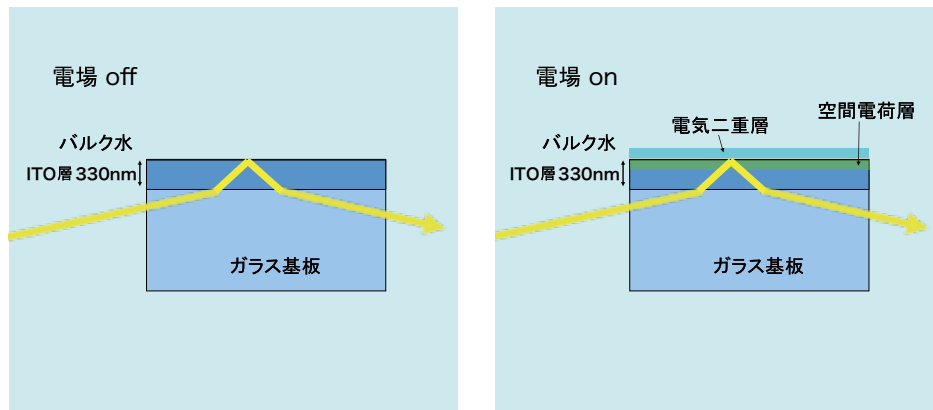 電場 off
バルク水
ITO層 330nm
ガラス基板
電場 on
空間電荷層
電気二重層
バルク水
ITO層 330nm
ガラス基板